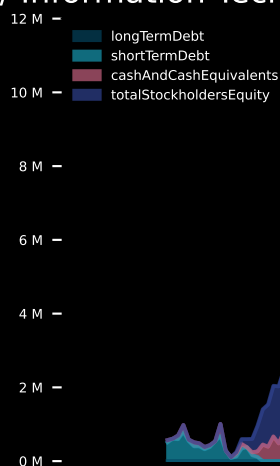 12 M
longTermDebt
shortTermDebt
cashAndCashEquivalents
totalStockholdersEquity
10 M
8 M
6 M
4 M
2 M
0 M